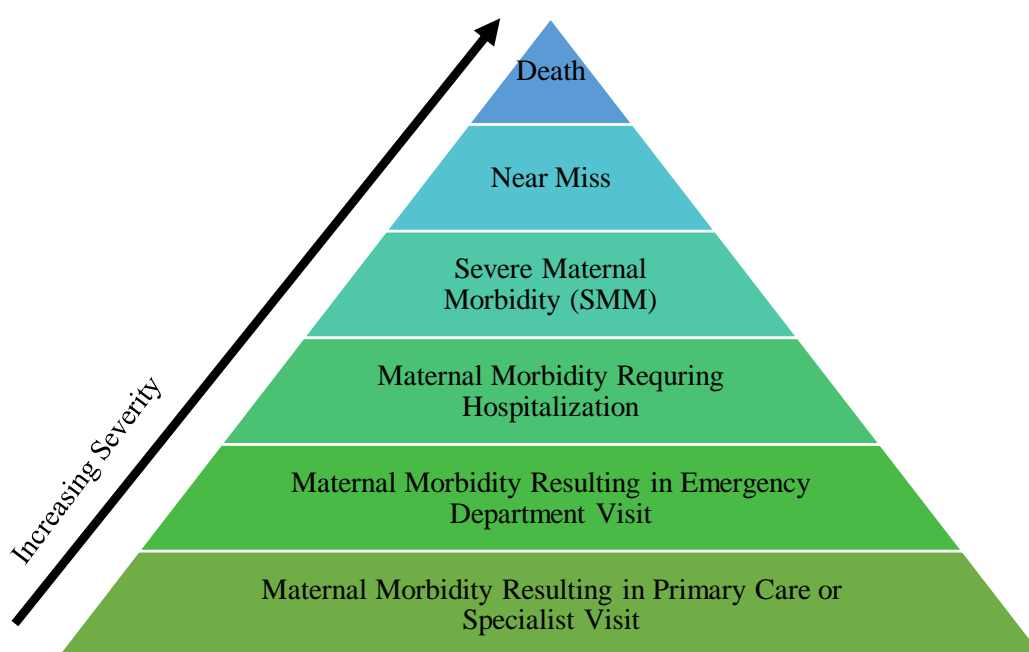 Death
Near Miss
Severe Maternal
Morbidity (SMM)
Maternal Morbidity Requring
Hospitalization
Maternal Morbidity Resulting in Emergency
Department Visit
Maternal Morbidity Resulting in Primary Care or
Specialist Visit
Increasing Severity